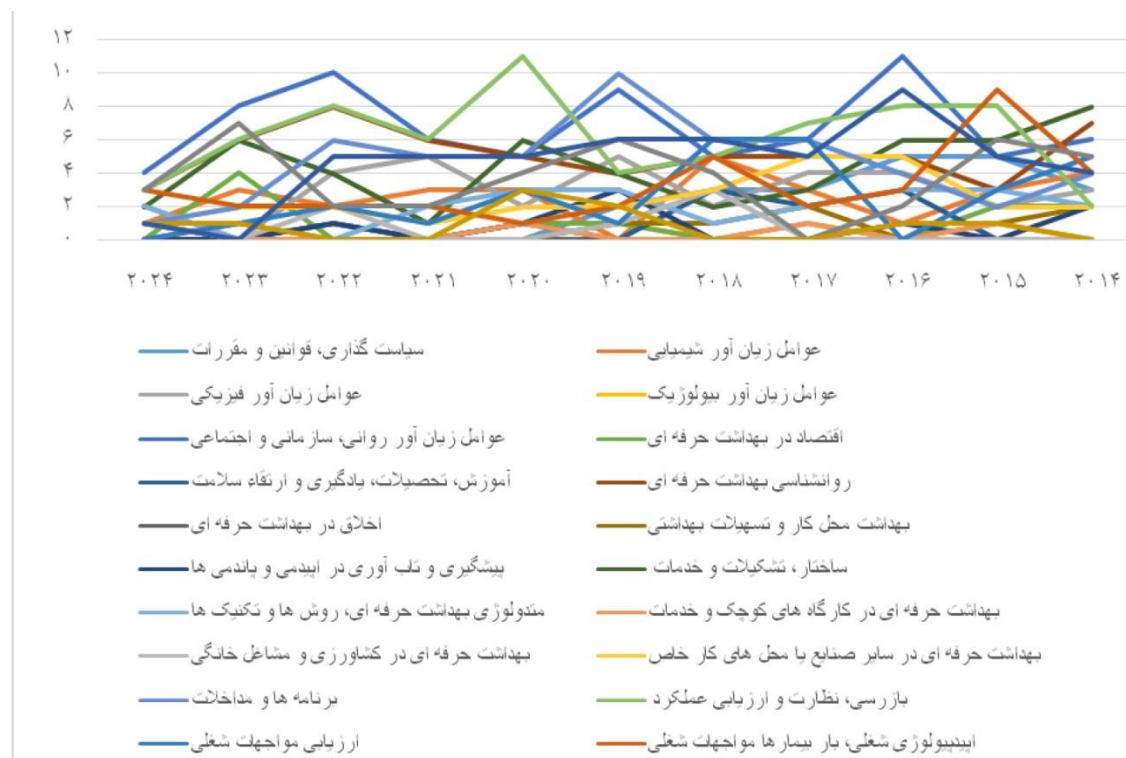 ۱۲
۱۰
۸
۶
۴
۲
۰
۲۰۲۴ ۲۰۲۳ ۲۰۲۲ ۲۰۲۱ ۲۰۲۰ ۲۰۱۹ ۲۰۱۸ ۲۰۱۷ ۲۰۱۶ ۲۰۱۵ ۲۰۱۴
عوامل زیان آور شیمیایی سیاست گذاری، قوانین و مقررات
عوامل زیان آور بیولوژیک عوامل زیان آور فیزیکی
اقتصاد در بهداشت حرفه ای عوامل زیان آور روانی، سازمانی و اجتماعی
روانشناسی بهداشت حرفه ای آموزش، تحصیلات، یادگیری و ارتقاء سلامت
بهداشت محل کار و تسهیلات بهداشتی اخلاق در بهداشت حرفه ای
ساختار، تشکیلات و خدمات پیشگیری و تاب آوری در اپیدمی و پاندمی ها
بهداشت حرفه ای در کارگاه های کوچک و خدمات متدولوژی بهداشت حرفه ای، روش ها و تکنیک ها
بهداشت حرفه ای در سایر صنایع یا محل های کار خاص بهداشت حرفه ای در کشاورزی و مشاغل خانگی
بازرسی، نظارت و ارزیابی عملکرد برنامه ها و مداخلات
اپیدپیولوژی شغلی، بار بیمارها مواجهات شغلی ارزیابی مواجهات شغلی